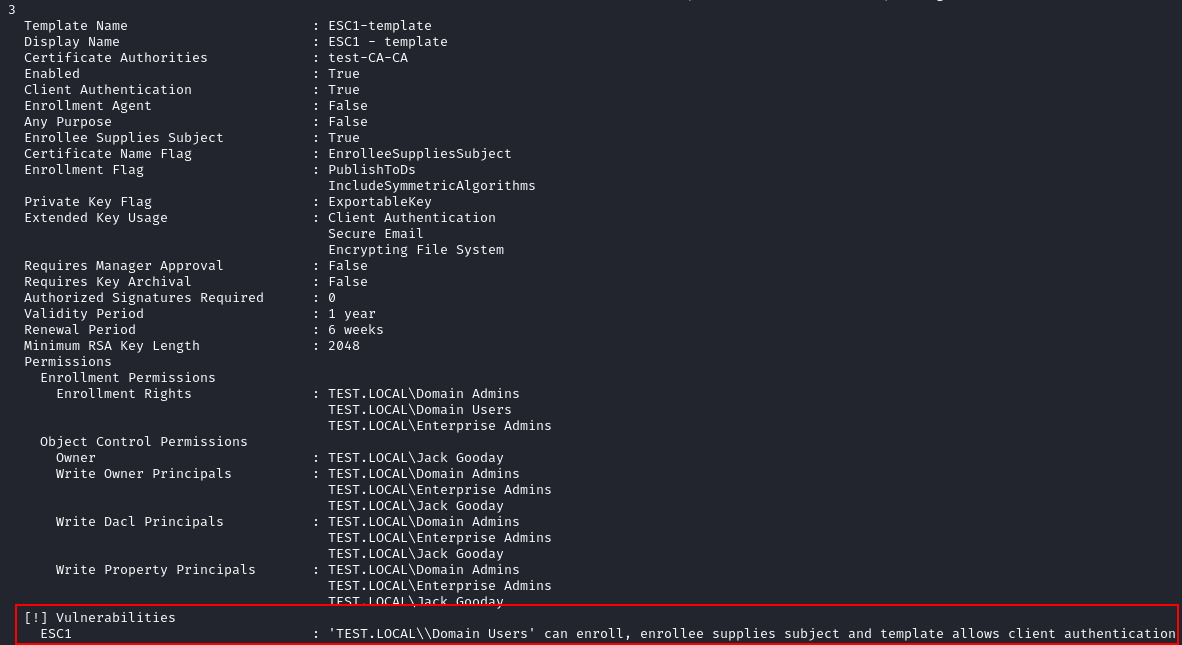 3
Template Name : ESC1-template
Display Name : ESC1 - template
Certificate Authorities : test-CA-CA
Enabled : True
Client Authentication : True
Enrollment Agent : False
Any Purpose : False
Enrollee Supplies Subject : True
Certificate Name Flag : EnrolleeSuppliesSubject
Enrollment Flag : PublishToDs
IncludeSymmetricAlgorithms
Private Key Flag : ExportableKey
Extended Key Usage : Client Authentication
Secure Email
Encrypting File System
Requires Manager Approval : False
Requires Key Archival : False
Authorized Signatures Required : 0
Validity Period : 1 year
Renewal Period : 6 weeks
Minimum RSA Key Length : 2048
Permissions
Enrollment Permissions
Enrollment Rights : TEST.LOCAL\Domain Admins
TEST.LOCAL\Domain Users
TEST.LOCAL\Enterprise Admins
Object Control Permissions
Owner : TEST.LOCAL\Jack Gooday
Write Owner Principals : TEST.LOCAL\Domain Admins
TEST.LOCAL\Enterprise Admins
TEST.LOCAL\Jack Gooday
Write Dacl Principals : TEST.LOCAL\Domain Admins
TEST.LOCAL\Enterprise Admins
TEST.LOCAL\Jack Gooday
Write Property Principals : TEST.LOCAL\Domain Admins
TEST.LOCAL\Enterprise Admins
TEST.LOCAL\Jack Gooday
[!] Vulnerabilities
ESC1 : 'TEST.LOCAL\\Domain Users' can enroll, enrollee supplies subject and template allows client authentication